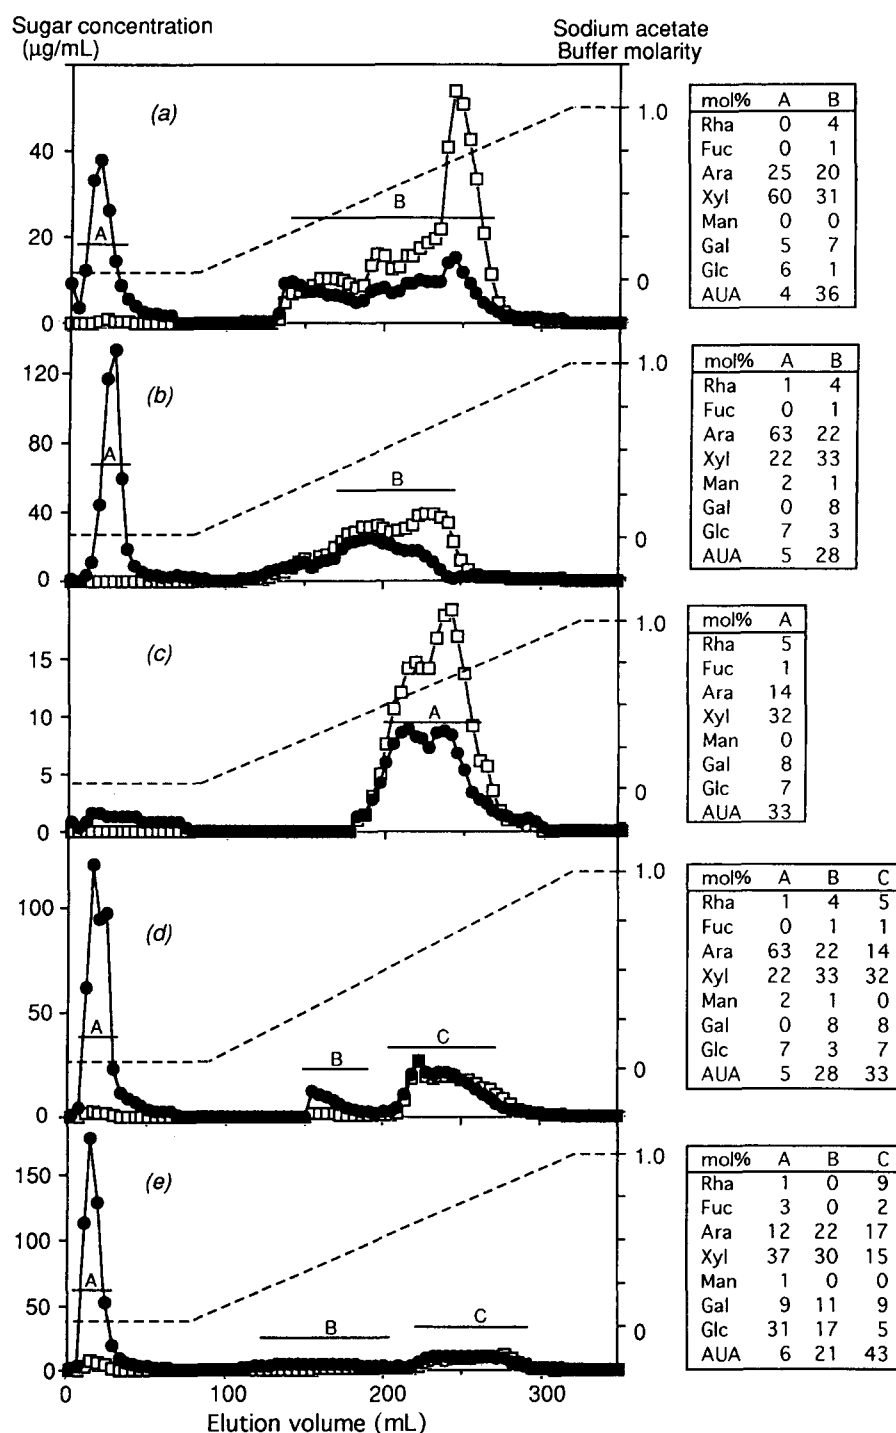 Sugar concentration
(µg/mL)
Sodium acetate
Buffer molarity
(a)
40
20
0
A
B
1.0
0
mol% A B
Rha 0 4
Fuc 0 1
Ara 25 20
Xyl 60 31
Man 0 0
Gal 5 7
Glc 6 1
AUA 4 36
(b)
120
80
40
0
A
B
1.0
0
mol% A B
Rha 1 4
Fuc 0 1
Ara 63 22
Xyl 22 33
Man 2 1
Gal 0 8
Glc 7 3
AUA 5 28
(c)
15
10
5
0
A
1.0
0
mol% A
Rha 5
Fuc 1
Ara 14
Xyl 32
Man 0
Gal 8
Glc 7
AUA 33
(d)
100
50
0
A
B
C
1.0
0
mol% A B C
Rha 1 4 5
Fuc 0 1 1
Ara 63 22 14
Xyl 22 33 32
Man 2 1 0
Gal 0 8 8
Glc 7 3 7
AUA 5 28 33
(e)
150
100
50
0
A
B
C
1.0
0
mol% A B C
Rha 1 0 9
Fuc 3 0 2
Ara 12 22 17
Xyl 37 30 15
Man 1 0 0
Gal 9 11 9
Glc 31 17 5
AUA 6 21 43
0 100 200 300
Elution volume (mL)